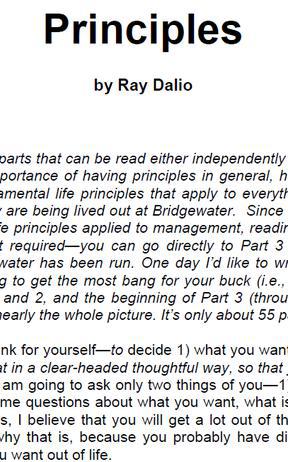 Principles
by Ray Dalio
parts that can be read either independently
portance of having principles in general, h
amental life principles that apply to everyth
are being lived out at Bridgewater. Since
fe principles applied to management, readin
t required—you can go directly to Part 3
water has been run. One day I'd like to wr
ng to get the most bang for your buck (i.e.,
and 2, and the beginning of Part 3 (throu
nearly the whole picture. It's only about 55 p
nk for yourself—to decide 1) what you want
at in a clear-headed thoughtful way, so that
am going to ask only two things of you—1)
me questions about what you want, what is
s, I believe that you will get a lot out of th
why that is, because you probably have di
u want out of life.